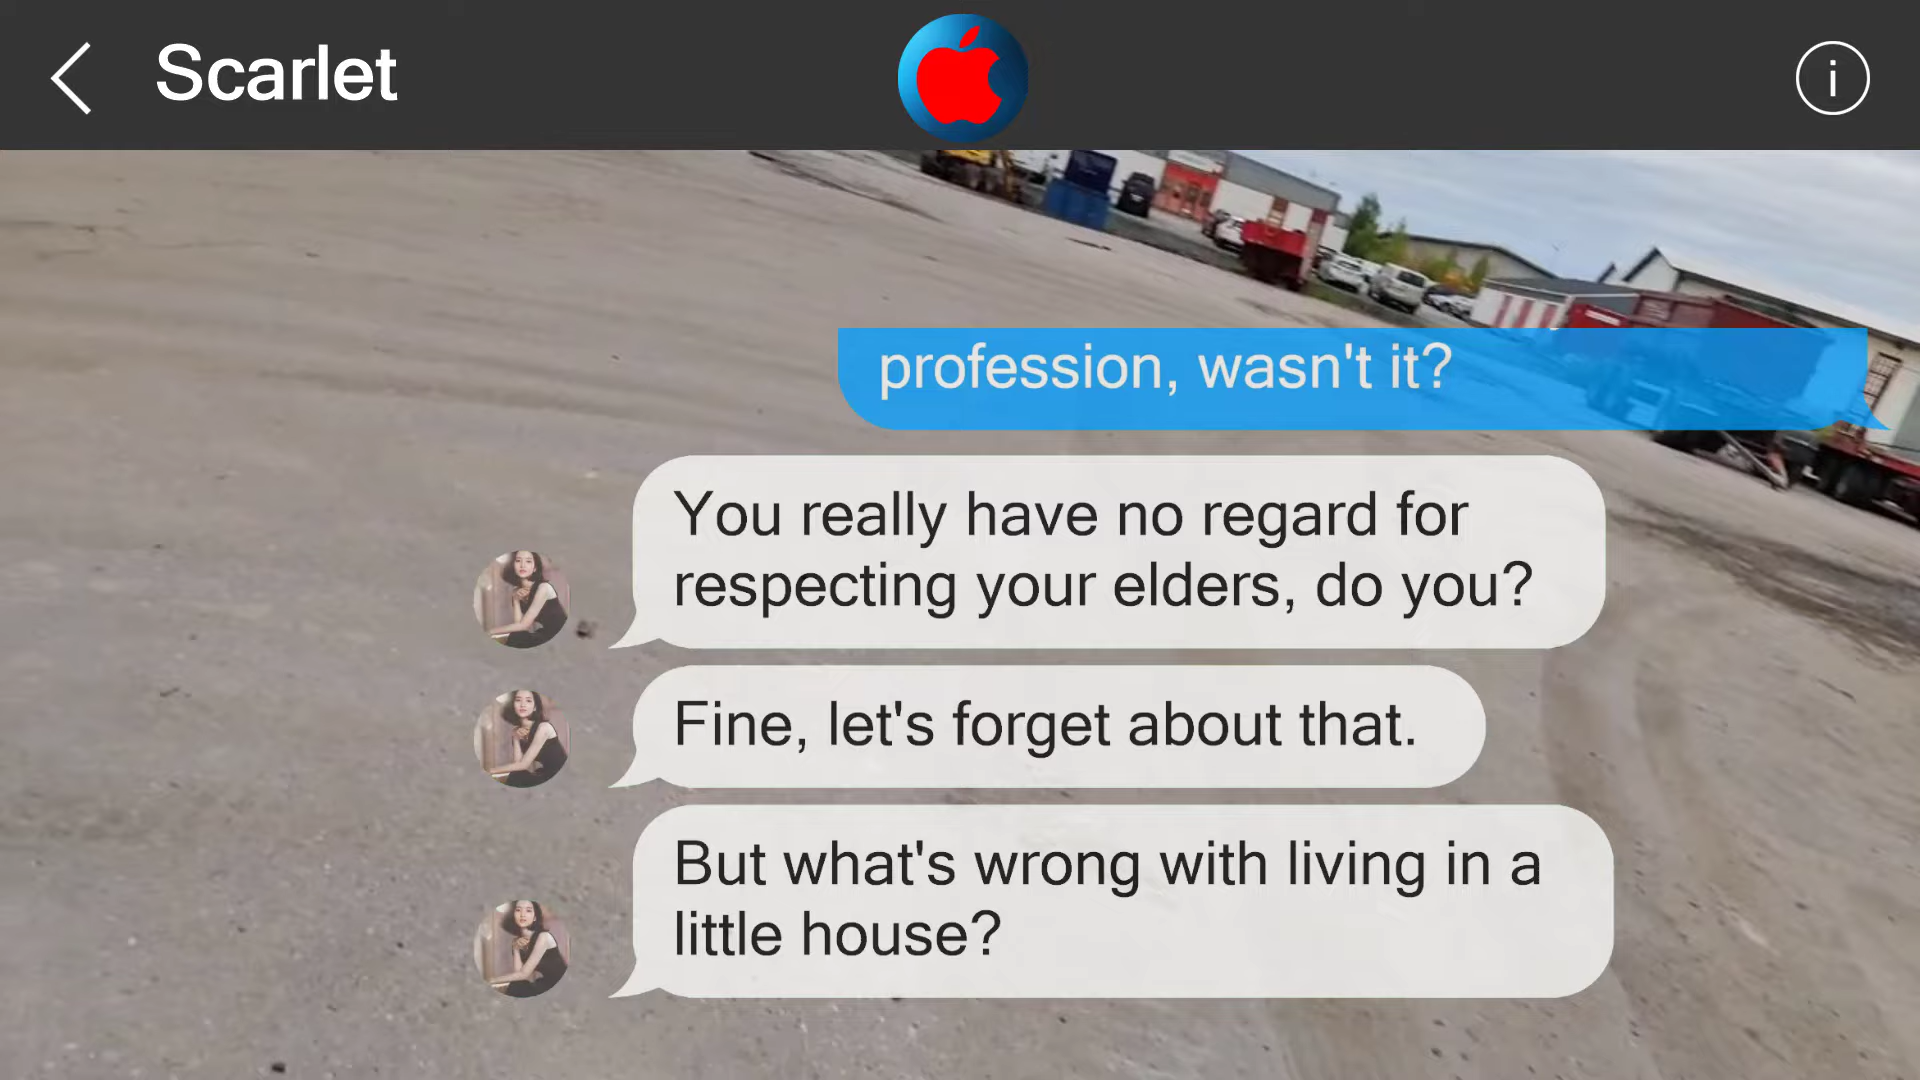 Scarlet
profession, wasn't it?
You really have no regard for
respecting your elders, do you?
Fine, let's forget about that.
But what's wrong with living in a
little house?